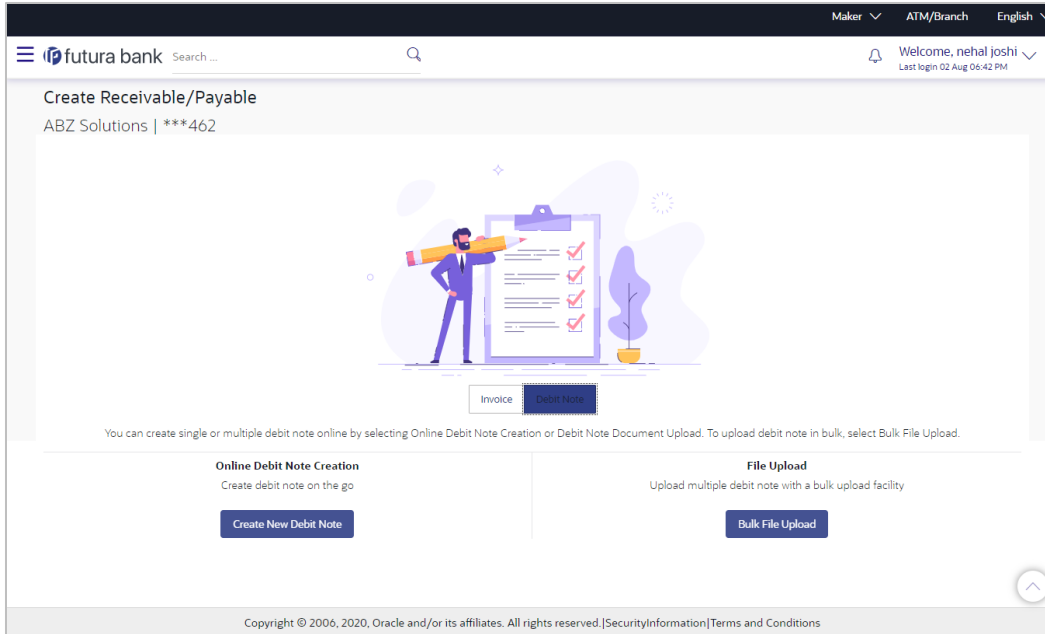 Maker ATM/Branch English
futura bank Search ... Welcome, nehal joshi
Last login 02 Aug 06:42 PM
Create Receivable/Payable
ABZ Solutions | ***462
Invoice Debit Note
You can create single or multiple debit note online by selecting Online Debit Note Creation or Debit Note Document Upload. To upload debit note in bulk, select Bulk File Upload.
Online Debit Note Creation File Upload
Create debit note on the go Upload multiple debit note with a bulk upload facility
Create New Debit Note Bulk File Upload
Copyright © 2006, 2020, Oracle and/or its affiliates. All rights reserved.|SecurityInformation|Terms and Conditions